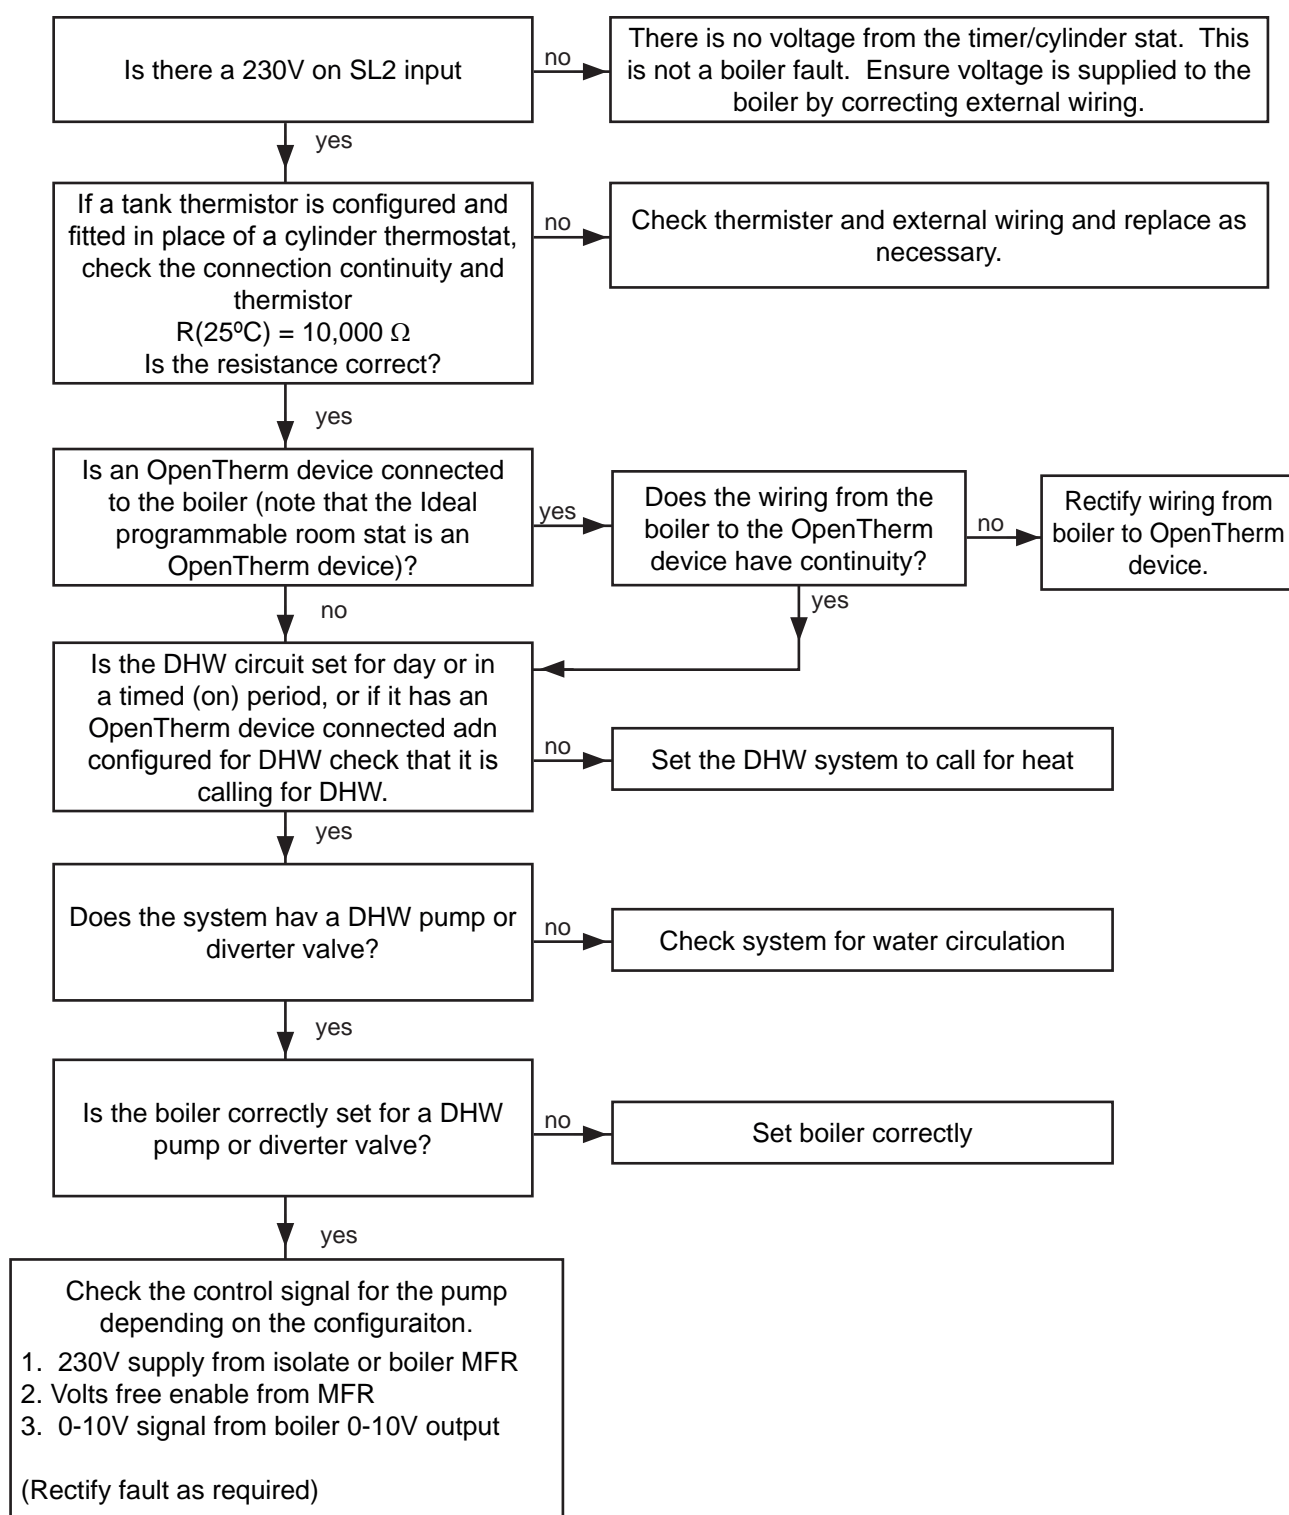 Is there a 230V on SL2 input
no
There is no voltage from the timer/cylinder stat.  This
is not a boiler fault.  Ensure voltage is supplied to the
boiler by correcting external wiring.
yes
If a tank thermistor is configured and
fitted in place of a cylinder thermostat,
check the connection continuity and
thermistor
R(25ºC) = 10,000 Ω
Is the resistance correct?
no
Check thermister and external wiring and replace as
necessary.
yes
Is an OpenTherm device connected
to the boiler (note that the Ideal
programmable room stat is an
OpenTherm device)?
yes
Does the wiring from the
boiler to the OpenTherm
device have continuity?
no
Rectify wiring from
boiler to OpenTherm
device.
yes
no
Is the DHW circuit set for day or in
a timed (on) period, or if it has an
OpenTherm device connected adn
configured for DHW check that it is
calling for DHW.
no
Set the DHW system to call for heat
yes
Does the system hav a DHW pump or
diverter valve?
no
Check system for water circulation
yes
Is the boiler correctly set for a DHW
pump or diverter valve?
no
Set boiler correctly
yes
Check the control signal for the pump
depending on the configuraiton.
1.  230V supply from isolate or boiler MFR
2. Volts free enable from MFR
3.  0-10V signal from boiler 0-10V output
(Rectify fault as required)